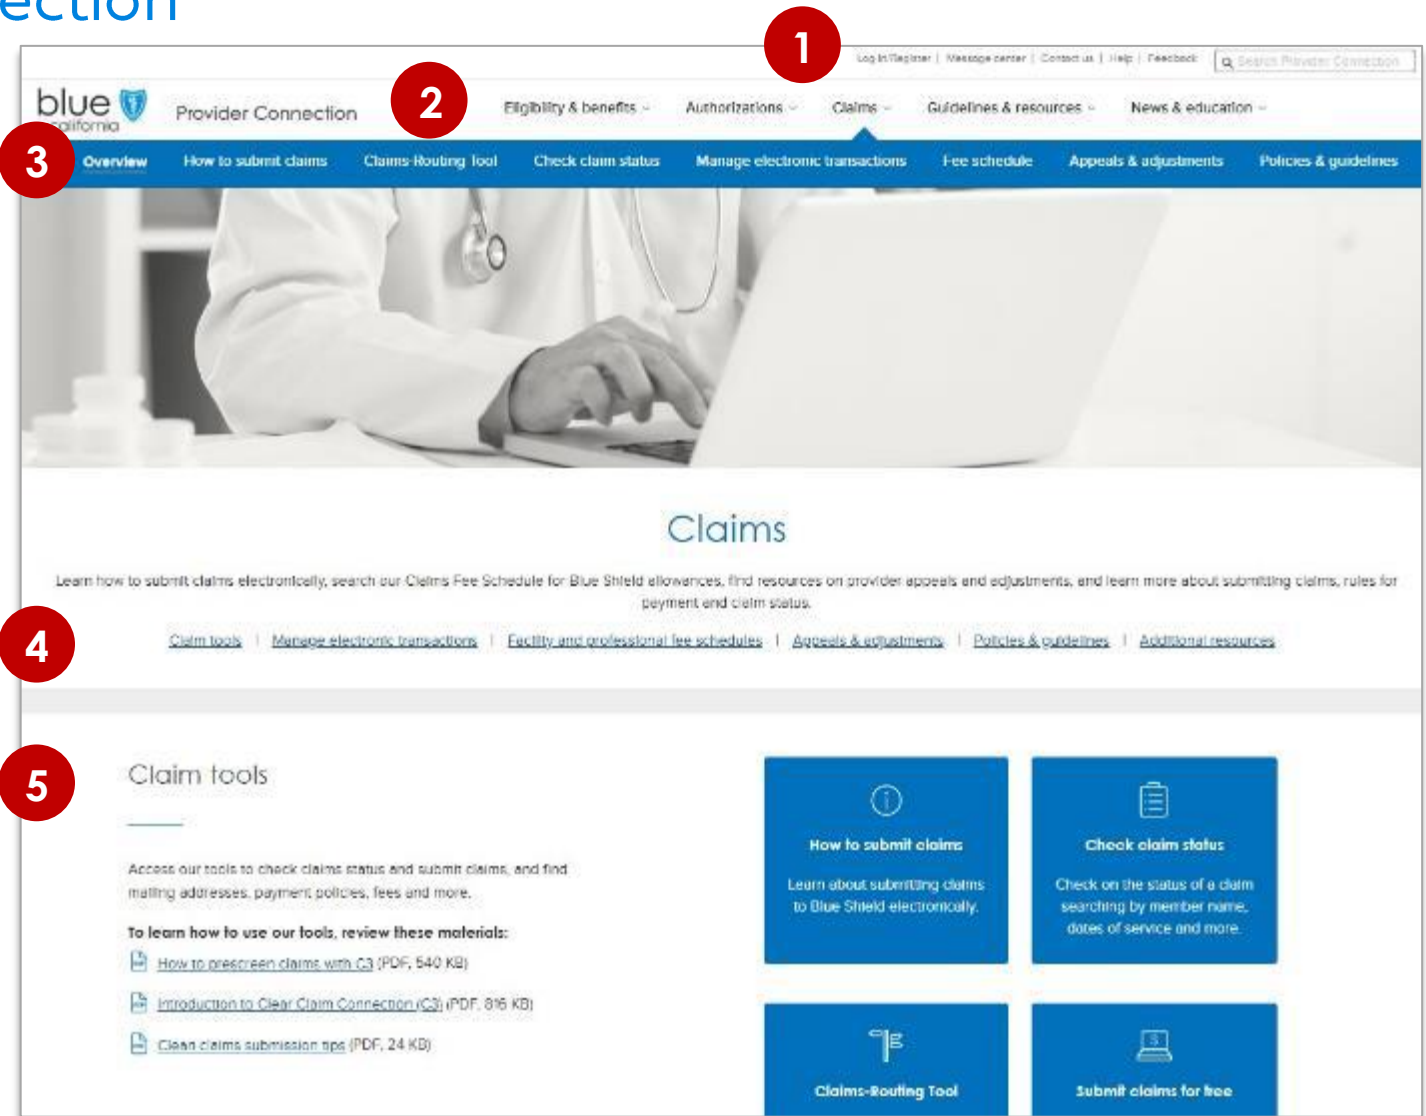 ection
1
Log In/Register | Message center | Contact us | Help | Feedback
Search Provider Connection
blue
california
Provider Connection
2
Eligibility & benefits
Authorizations
Claims
Guidelines & resources
News & education
3
Overview
How to submit claims
Claims-Routing Tool
Check claim status
Manage electronic transactions
Fee schedule
Appeals & adjustments
Policies & guidelines
Claims
Learn how to submit claims electronically, search our Claims Fee Schedule for Blue Shield allowances, find resources on provider appeals and adjustments, and learn more about submitting claims, rules for
payment and claim status.
4
Claim tools | Manage electronic transactions | Facility and professional fee schedules | Appeals & adjustments | Policies & guidelines | Additional resources
5
Claim tools
Access our tools to check claims status and submit claims, and find
mailing addresses, payment policies, fees and more.
To learn how to use our tools, review these materials:
How to prescreen claims with C3 (PDF, 540 KB)
Introduction to Clear Claim Connection (C3) (PDF, 816 KB)
Clean claims submission tips (PDF, 24 KB)
How to submit claims
Learn about submitting claims
to Blue Shield electronically.
Check claim status
Check on the status of a claim
searching by member name,
dates of service and more.
Claims-Routing Tool
Submit claims for free